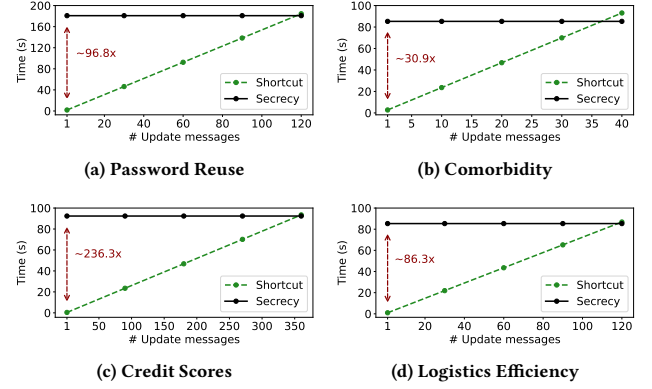 200
160
120
80
40
0
Time (s)
~96.8x
Shortcut
Secrecy
1 20 40 60 80 100 120
# Update messages
(a) Password Reuse
100
80
60
40
20
0
Time (s)
~30.9x
Shortcut
Secrecy
1 5 10 15 20 25 30 35 40
# Update messages
(b) Comorbidity
100
80
60
40
20
0
Time (s)
~236.3x
Shortcut
Secrecy
1 50 100 150 200 250 300 350
# Update messages
(c) Credit Scores
100
80
60
40
20
0
Time (s)
~86.3x
Shortcut
Secrecy
1 20 40 60 80 100 120
# Update messages
(d) Logistics Efficiency